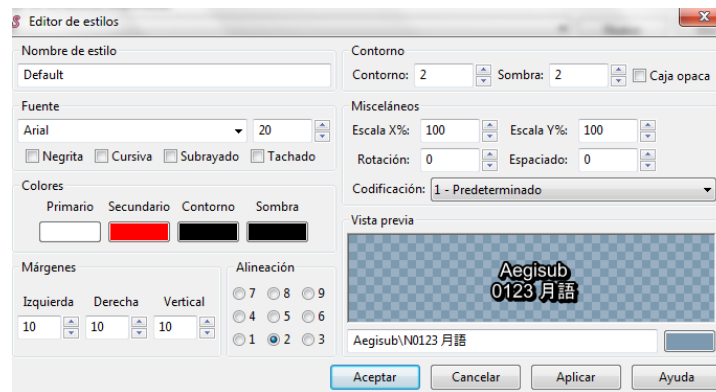 Editor de estilos
Nombre de estilo
Default
Fuente
Arial 20
Negrita Cursiva Subrayado Tachado
Colores
Primario Secundario Contorno Sombra
Márgenes
Izquierda Derecha Vertical
10 10 10
Alineación
7 8 9
4 5 6
1 2 3
Contorno
Contorno: 2 Sombra: 2 Caja opaca
Misceláneos
Escala X%: 100 Escala Y%: 100
Rotación: 0 Espaciado: 0
Codificación: 1 - Predeterminado
Vista previa
Aegisub
0123 月語
Aegisub\N0123 月語
Aceptar Cancelar Aplicar Ayuda